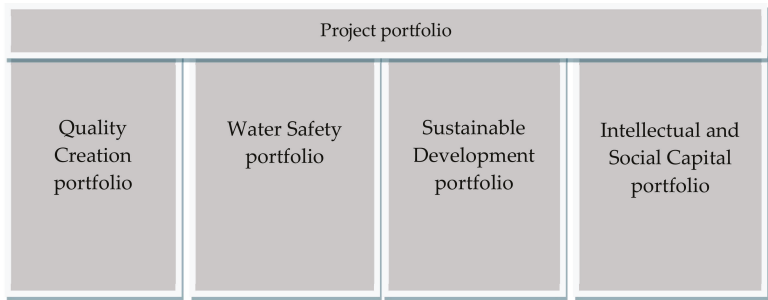 Project portfolio
Quality
Creation
portfolio
Water Safety
portfolio
Sustainable
Development
portfolio
Intellectual and
Social Capital
portfolio